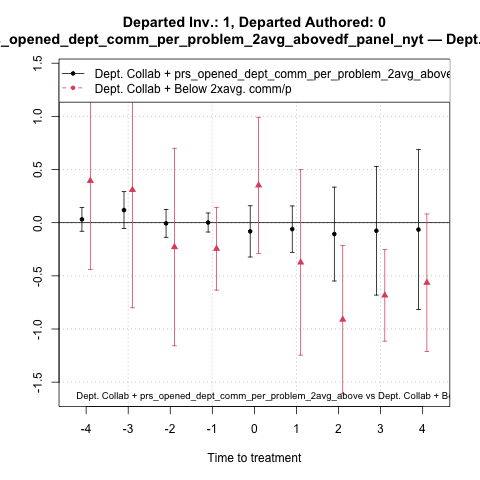 Departed Inv.: 1, Departed Authored: 0
s_opened_dept_comm_per_problem_2avg_abovedf_panel_nyt — Dept.
Dept. Collab + prs_opened_dept_comm_per_problem_2avg_above
Dept. Collab + Below 2xavg. comm/p
1.5
1.0
0.5
0.0
-0.5
-1.0
-1.5
Dept. Collab + prs_opened_dept_comm_per_problem_2avg_above vs Dept. Collab + Be
-4 -3 -2 -1 0 1 2 3 4
Time to treatment